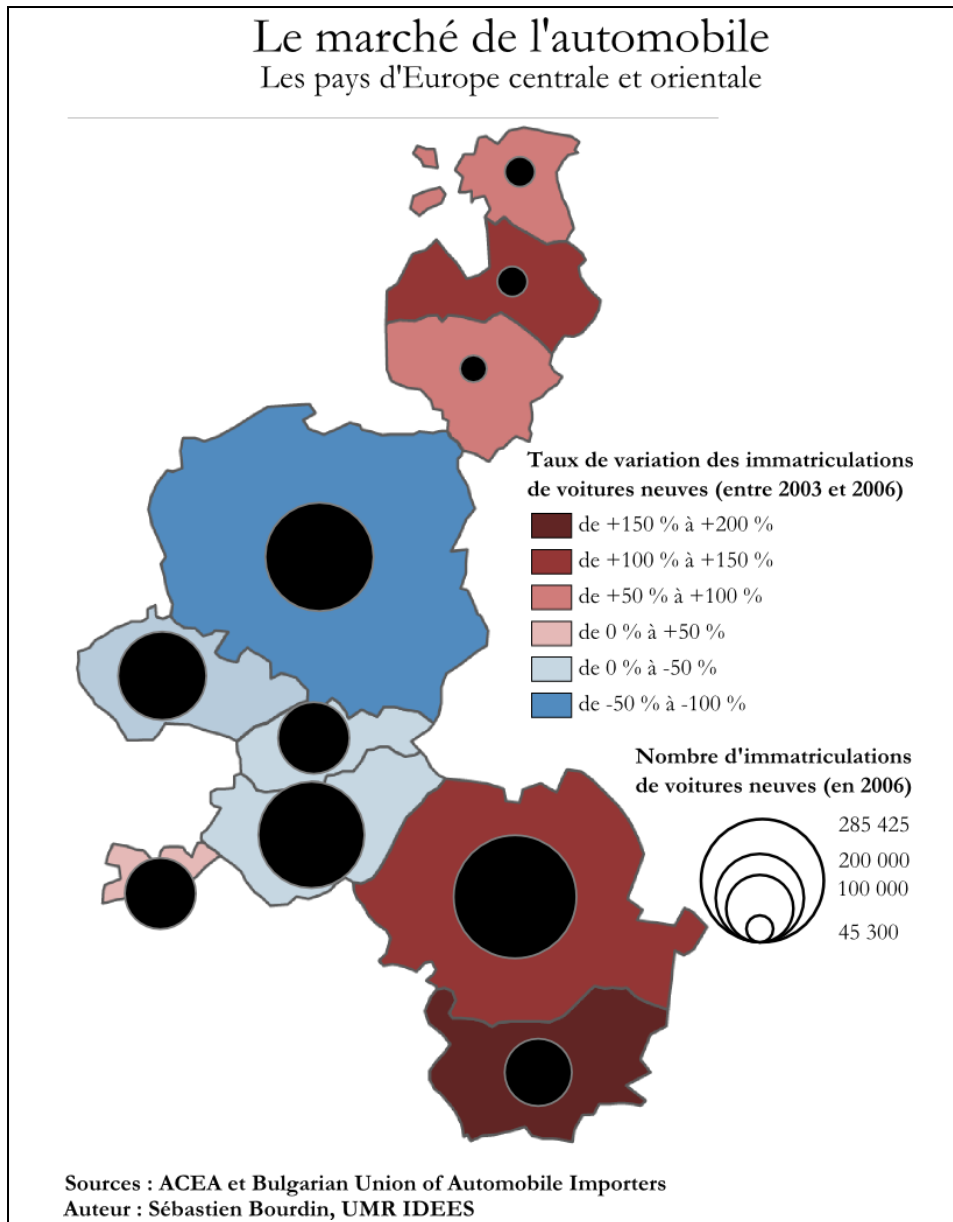 Le marché de l'automobile
Les pays d'Europe centrale et orientale
Taux de variation des immatriculations
de voitures neuves (entre 2003 et 2006)
de +150 % à +200 %
de +100 % à +150 %
de +50 % à +100 %
de 0 % à +50 %
de 0 % à -50 %
de -50 % à -100 %
Nombre d'immatriculations
de voitures neuves (en 2006)
285 425
200 000
100 000
45 300
Sources : ACEA et Bulgarian Union of Automobile Importers
Auteur : Sébastien Bourdin, UMR IDEES